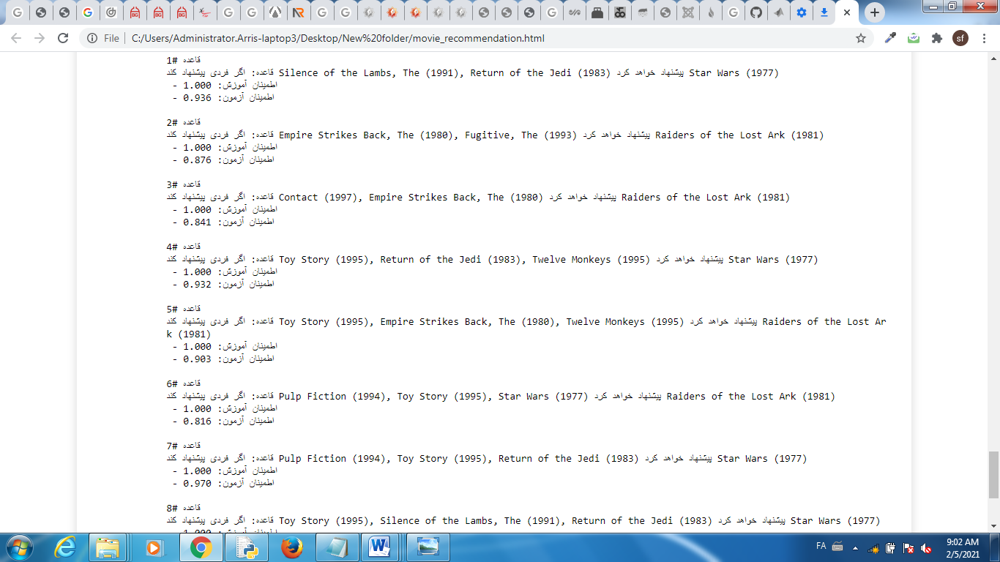 File | C:/Users/Administrator.Arris-laptop3/Desktop/New%20folder/movie_recommendation.html
sf
قاعده #1
قاعده: اگر فردی پیشنهاد کند Silence of the Lambs, The (1991), Return of the Jedi (1983) پیشنهاد خواهد کرد Star Wars (1977)
- اطمینان آموزش: 1.000
- اطمینان آزمون: 0.936
قاعده #2
قاعده: اگر فردی پیشنهاد کند Empire Strikes Back, The (1980), Fugitive, The (1993) پیشنهاد خواهد کرد Raiders of the Lost Ark (1981)
- اطمینان آموزش: 1.000
- اطمینان آزمون: 0.876
قاعده #3
قاعده: اگر فردی پیشنهاد کند Contact (1997), Empire Strikes Back, The (1980) پیشنهاد خواهد کرد Raiders of the Lost Ark (1981)
- اطمینان آموزش: 1.000
- اطمینان آزمون: 0.841
قاعده #4
قاعده: اگر فردی پیشنهاد کند Toy Story (1995), Return of the Jedi (1983), Twelve Monkeys (1995) پیشنهاد خواهد کرد Star Wars (1977)
- اطمینان آموزش: 1.000
- اطمینان آزمون: 0.932
قاعده #5
قاعده: اگر فردی پیشنهاد کند Toy Story (1995), Empire Strikes Back, The (1980), Twelve Monkeys (1995) پیشنهاد خواهد کرد Raiders of the Lost Ar
k (1981)
- اطمینان آموزش: 1.000
- اطمینان آزمون: 0.903
قاعده #6
قاعده: اگر فردی پیشنهاد کند Pulp Fiction (1994), Toy Story (1995), Star Wars (1977) پیشنهاد خواهد کرد Raiders of the Lost Ark (1981)
- اطمینان آموزش: 1.000
- اطمینان آزمون: 0.816
قاعده #7
قاعده: اگر فردی پیشنهاد کند Pulp Fiction (1994), Toy Story (1995), Return of the Jedi (1983) پیشنهاد خواهد کرد Star Wars (1977)
- اطمینان آموزش: 1.000
- اطمینان آزمون: 0.970
قاعده #8
قاعده: اگر فردی پیشنهاد کند Toy Story (1995), Silence of the Lambs, The (1991), Return of the Jedi (1983) پیشنهاد خواهد کرد Star Wars (1977)
- اطمینان آموزش: 1.000
FA
9:02 AM
2/5/2021